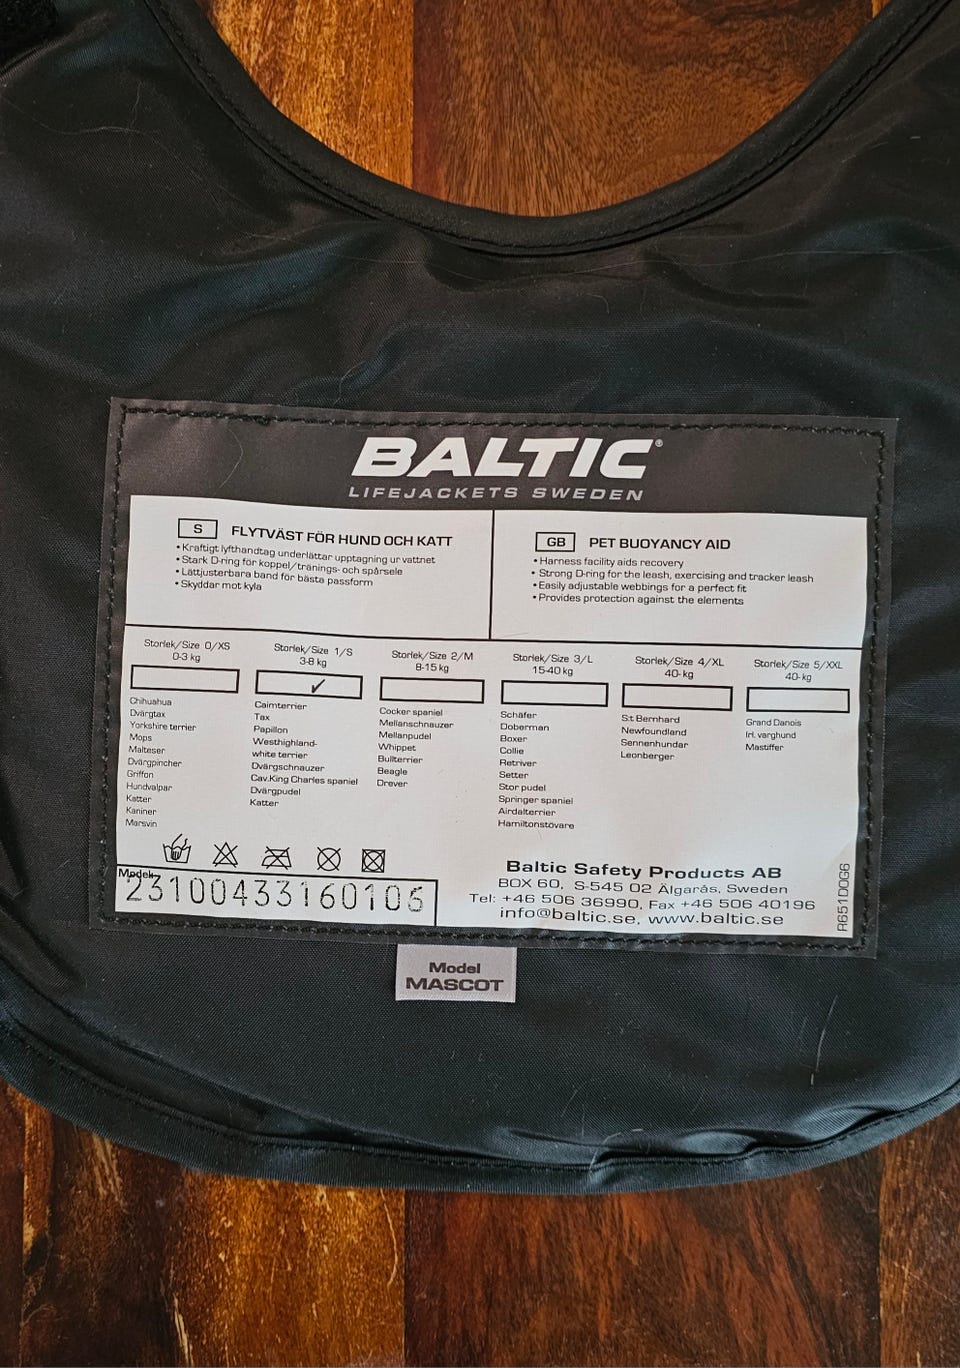 BALTIC®
LIFEJACKETS SWEDEN
S FLYTVÄST FÖR HUND OCH KATT
• Kraftigt lyfthandtag underlättar upptagning ur vattnet
• Stark D-ring för koppel/tränings- och spårsele
• Lättjusterbara band för bästa passform
• Skyddar mot kyla
GB PET BUOYANCY AID
• Harness facility aids recovery
• Strong D-ring for the leash, exercising and tracker leash
• Easily adjustable webbings for a perfect fit
• Provides protection against the elements
Storlek/Size 0/XS
0-3 kg
Chihuahua
Dvärgtax
Yorkshire terrier
Mops
Malteser
Dvärgpincher
Griffon
Hundvalpar
Katter
Kaniner
Marsvin
Storlek/Size 1/S
3-8 kg
✓
Cairnterrier
Tax
Papillon
Westhighland-
white terrier
Dvärgschnauzer
Cav.King Charles spaniel
Dvärgpudel
Katter
Storlek/Size 2/M
8-15 kg
Cocker spaniel
Mellanschnauzer
Mellanpudel
Whippet
Bullterrier
Beagle
Drever
Storlek/Size 3/L
15-40 kg
Schäfer
Doberman
Boxer
Collie
Retriver
Setter
Stor pudel
Springer spaniel
Airdalterrier
Hamiltonstövare
Storlek/Size 4/XL
40- kg
S:t Bernhard
Newfoundland
Sennenhundar
Leonberger
Storlek/Size 5/XXL
40- kg
Grand Danois
Irl. varghund
Mastiffer
Modell:
23100433160106
Baltic Safety Products AB
BOX 60, S-545 02 Älgarås, Sweden
Tel: +46 506 36990, Fax +46 506 40196
info@baltic.se, www.baltic.se
R651DOG6
Model
MASCOT